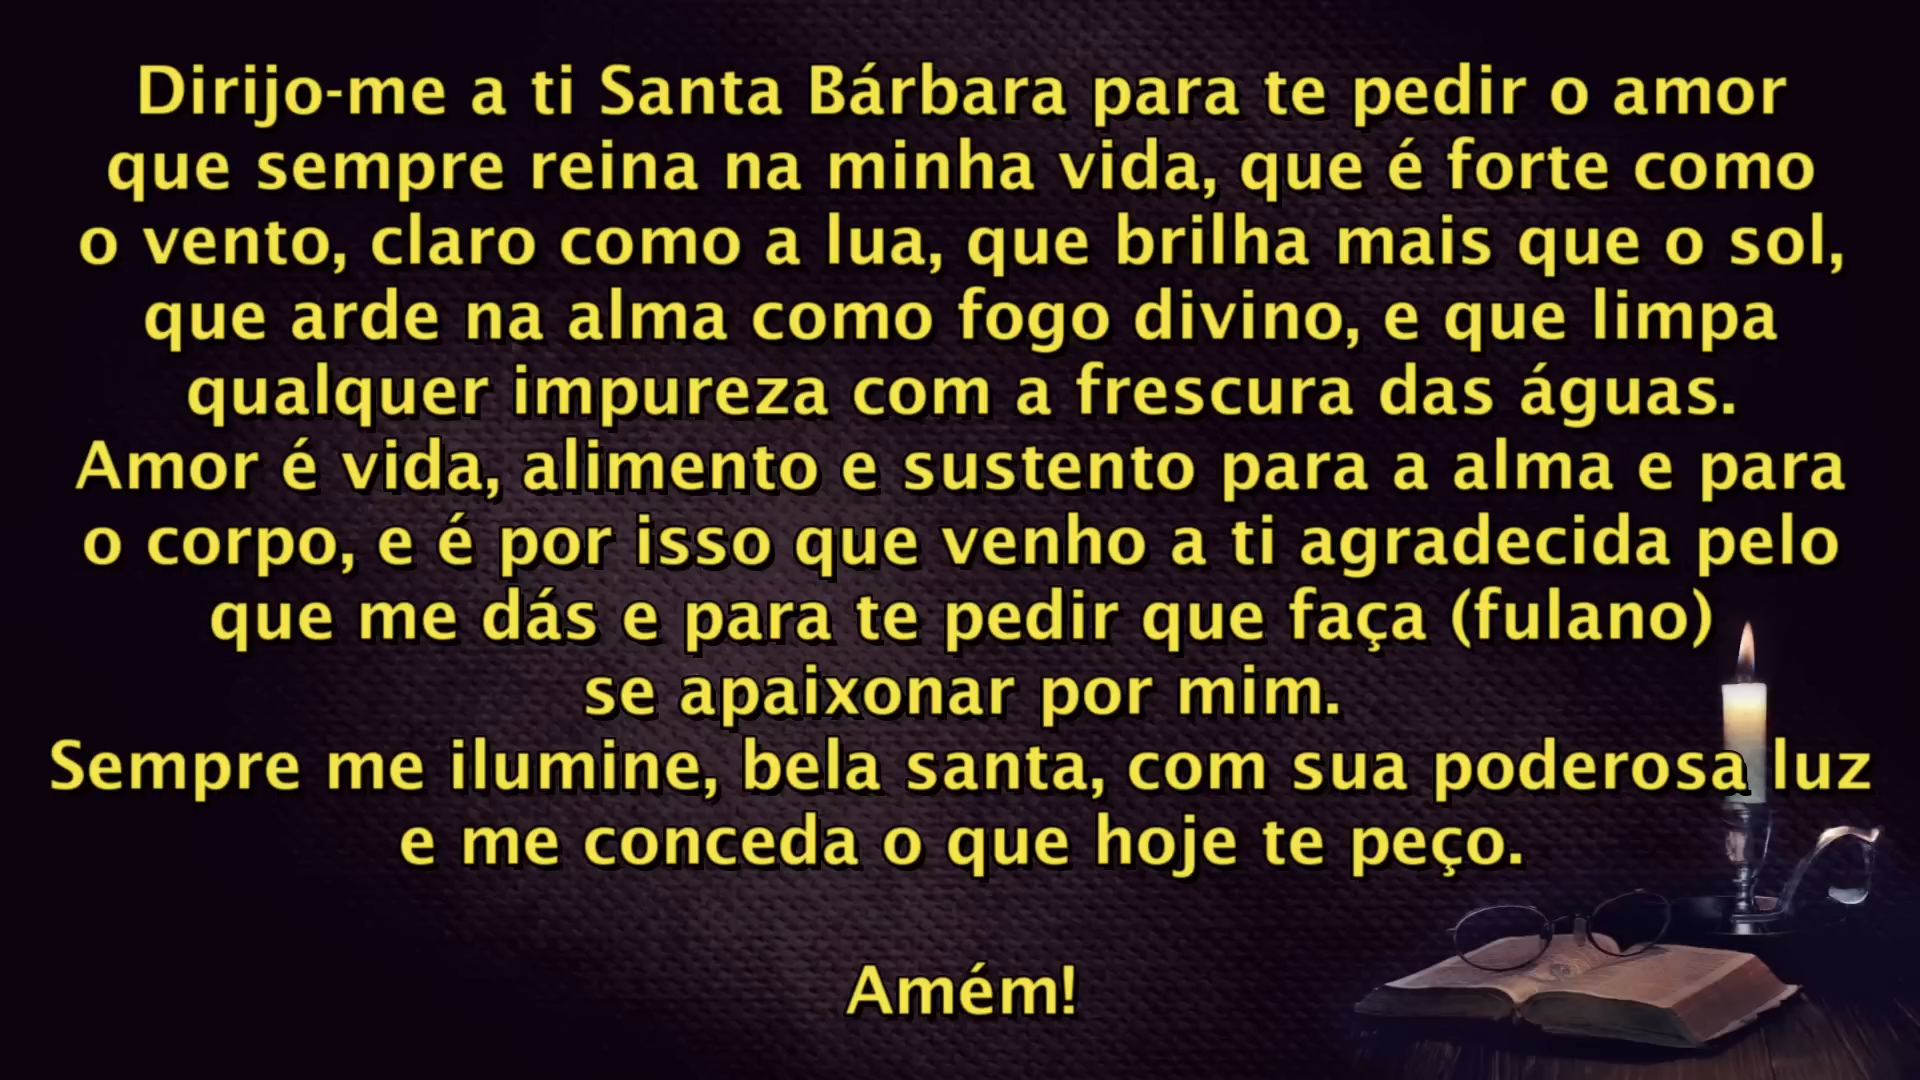 Dirijo-me a ti Santa Bárbara para te pedir o amor
que sempre reina na minha vida, que é forte como
o vento, claro como a lua, que brilha mais que o sol,
que arde na alma como fogo divino, e que limpa
qualquer impureza com a frescura das águas.
Amor é vida, alimento e sustento para a alma e para
o corpo, e é por isso que venho a ti agradecida pelo
que me dás e para te pedir que faça (fulano)
se apaixonar por mim.
Sempre me ilumine, bela santa, com sua poderosa luz
e me conceda o que hoje te peço.
Amém!